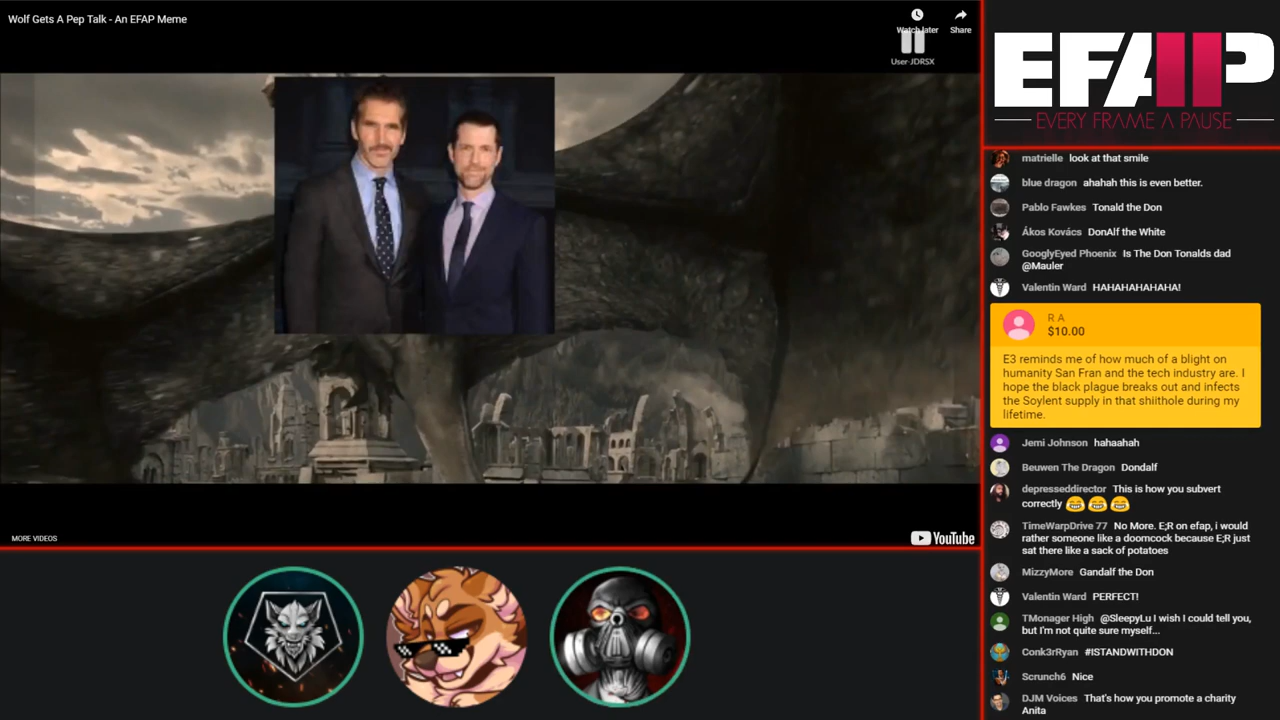 Wolf Gets A Pep Talk - An EFAP Meme
Watch later
Share
User-JDRSX
MORE VIDEOS
YouTube
EFAP
EVERY FRAME A PAUSE
matrielle look at that smile
blue dragon ahahah this is even better.
Pablo Fawkes Tonald the Don
Ákos Kovács DonAlf the White
GooglyEyed Phoenix Is The Don Tonalds dad
@Mauler
Valentin Ward HAHAHAHAHAHA!
R A
$10.00
E3 reminds me of how much of a blight on
humanity San Fran and the tech industry are. I
hope the black plague breaks out and infects
the Soylent supply in that shiithole during my
lifetime.
Jemi Johnson hahaahah
Beuwen The Dragon Dondalf
depresseddirector This is how you subvert
correctly 😂 😂 😂
TimeWarpDrive 77 No More. E;R on efap, i would
rather someone like a doomcock because E;R just
sat there like a sack of potatoes
MizzyMore Gandalf the Don
Valentin Ward PERFECT!
TManager High @SleepyLu I wish I could tell you,
but I'm not quite sure myself...
Conk3rRyan #ISTANDWITHDON
Scrunch6 Nice
DJM Voices That's how you promote a charity
Anita